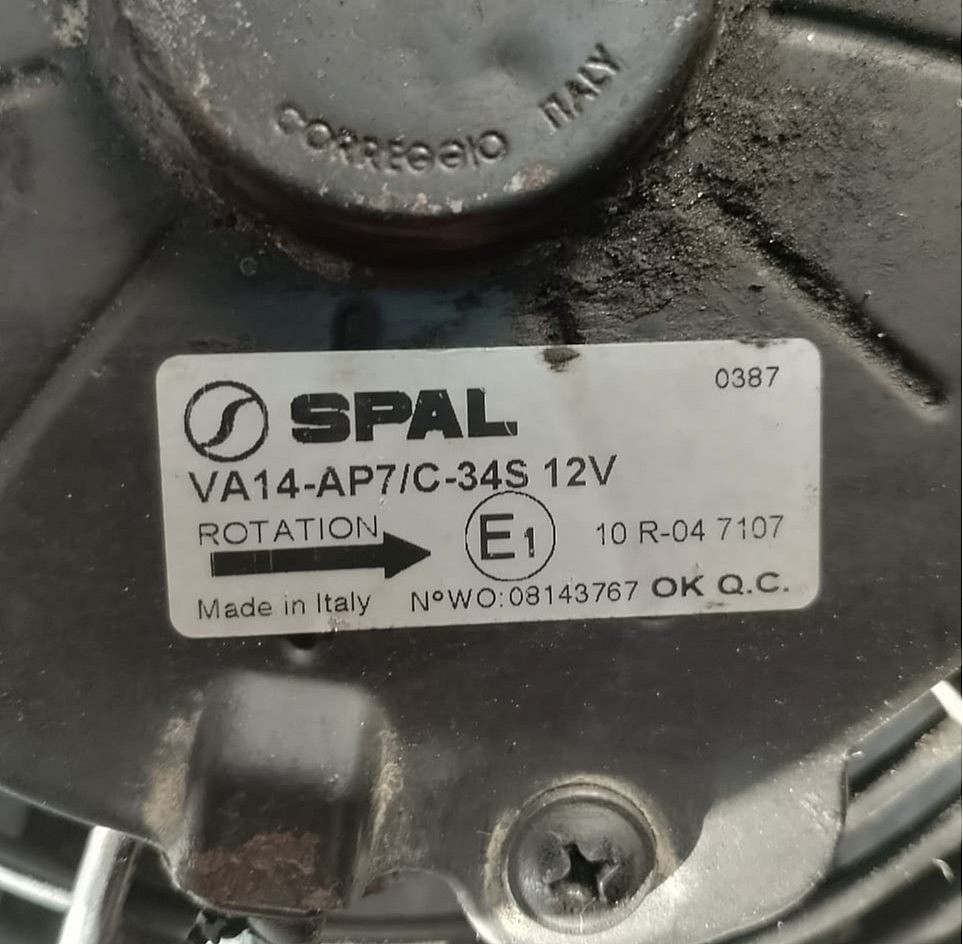 CORREGGIO ITALY
0387
SPAL
VA14-AP7/C-34S 12V
ROTATION
E1 10 R-04 7107
Made in Italy N°WO:08143767 OK Q.C.